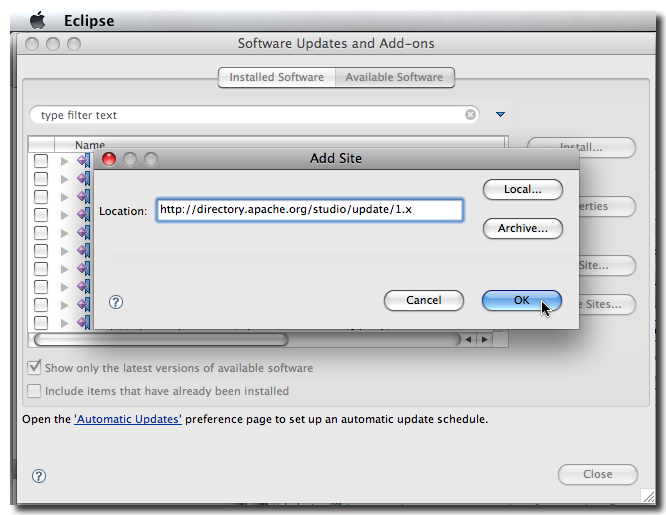 Eclipse
Software Updates and Add-ons
Installed Software Available Software
type filter text
Name
Install...
Add Site
Local...
Location: http://directory.apache.org/studio/update/1.x
Archive...
Site...
Cancel OK
Sites...
Show only the latest versions of available software
Include items that have already been installed
Open the 'Automatic Updates' preference page to set up an automatic update schedule.
? 
Close